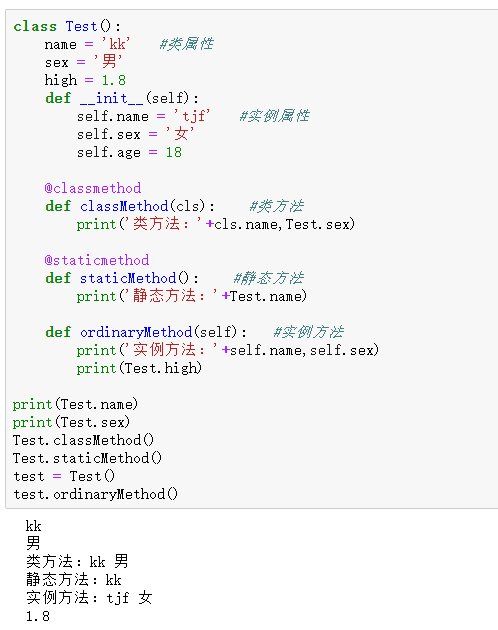 class Test():
    name = 'kk'   #类属性
    sex = '男'
    high = 1.8
    def __init__(self):
        self.name = 'tjf'   #实例属性
        self.sex = '女'
        self.age = 18

    @classmethod
    def classMethod(cls):    #类方法
        print('类方法：'+cls.name,Test.sex)

    @staticmethod
    def staticMethod():    #静态方法
        print('静态方法：'+Test.name)

    def ordinaryMethod(self):   #实例方法
        print('实例方法：'+self.name,self.sex)
        print(Test.high)

print(Test.name)
print(Test.sex)
Test.classMethod()
Test.staticMethod()
test = Test()
test.ordinaryMethod()
kk
男
类方法：kk 男
静态方法：kk
实例方法：tjf 女
1.8